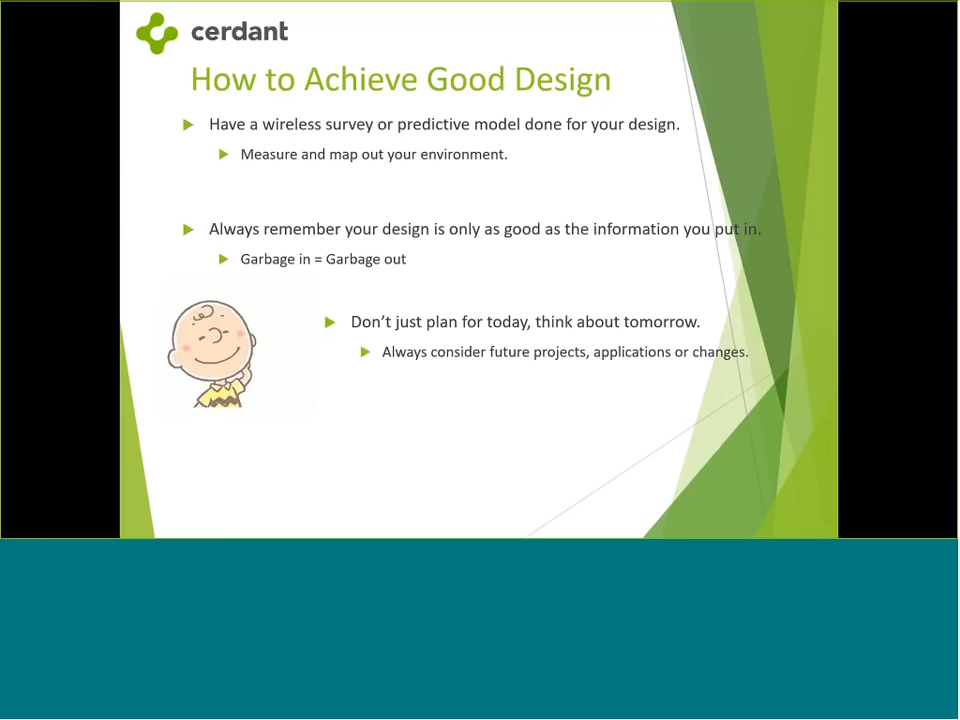 cerdant
How to Achieve Good Design
Have a wireless survey or predictive model done for your design.
Measure and map out your environment.
Always remember your design is only as good as the information you put in.
Garbage in = Garbage out
Don’t just plan for today, think about tomorrow.
Always consider future projects, applications or changes.